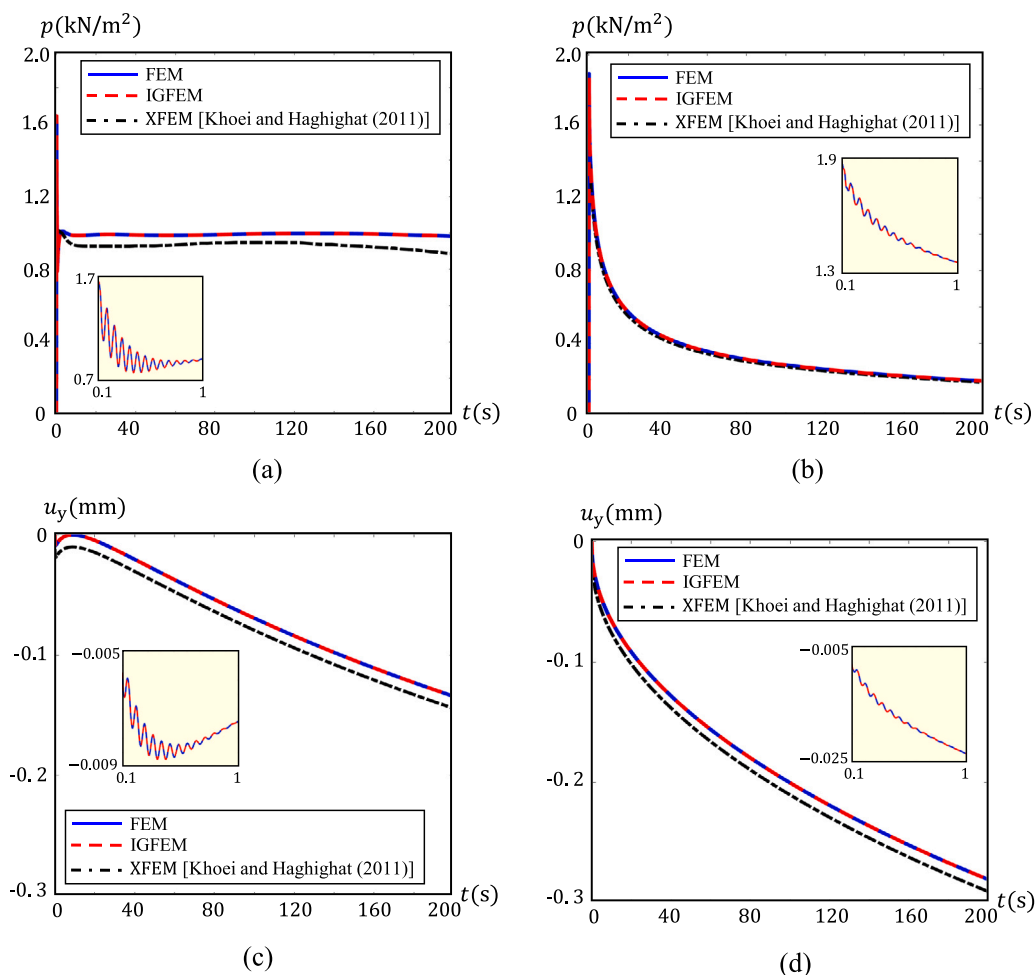 p(kN/m²)
2.0
1.6
1.2
0.8
0.4
0
FEM
IGFEM
XFEM [Khoei and Haghighat (2011)]
1.7
0.7
0.1
1
0
40
80
120
160
200
t(s)
(a)
p(kN/m²)
2.0
1.6
1.2
0.8
0.4
0
FEM
IGFEM
XFEM [Khoei and Haghighat (2011)]
1.9
1.3
0.1
1
0
40
80
120
160
200
t(s)
(b)
u_y(mm)
0
-0.1
-0.2
-0.3
−0.005
−0.009
0.1
1
FEM
IGFEM
XFEM [Khoei and Haghighat (2011)]
0
40
80
120
160
200
t(s)
(c)
u_y(mm)
0
-0.1
-0.2
-0.3
FEM
IGFEM
XFEM [Khoei and Haghighat (2011)]
−0.005
−0.025
0.1
1
0
40
80
120
160
200
t(s)
(d)